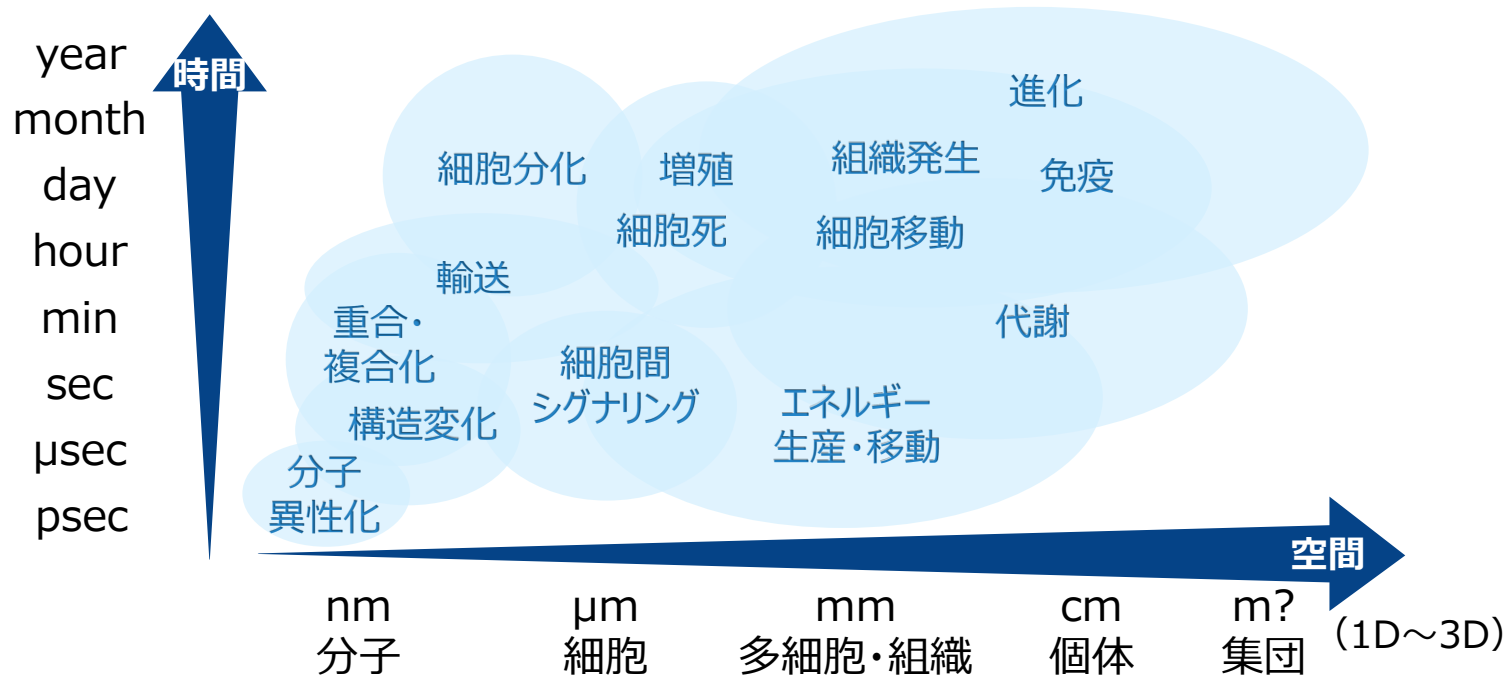 year
month
day
hour
min
sec
µsec
psec
時間
進化
細胞分化
増殖
組織発生
免疫
細胞死
細胞移動
輸送
重合・
複合化
代謝
細胞間
シグナリング
エネルギー
生産・移動
構造変化
分子
異性化
空間
nm
分子
µm
細胞
mm
多細胞・組織
cm
個体
m?
集団
（1D～3D）